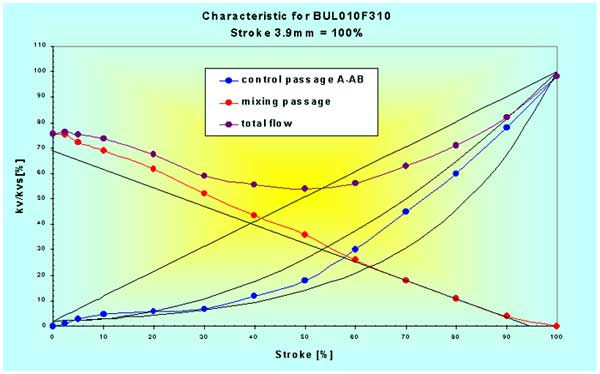 Characteristic for BUL010F310
Stroke 3.9mm = 100%
control passage A-AB
mixing passage
total flow
kv/kvs[%]
110
100
90
80
70
60
50
40
30
20
10
0
0 10 20 30 40 50 60 70 80 90 100
Stroke [%]